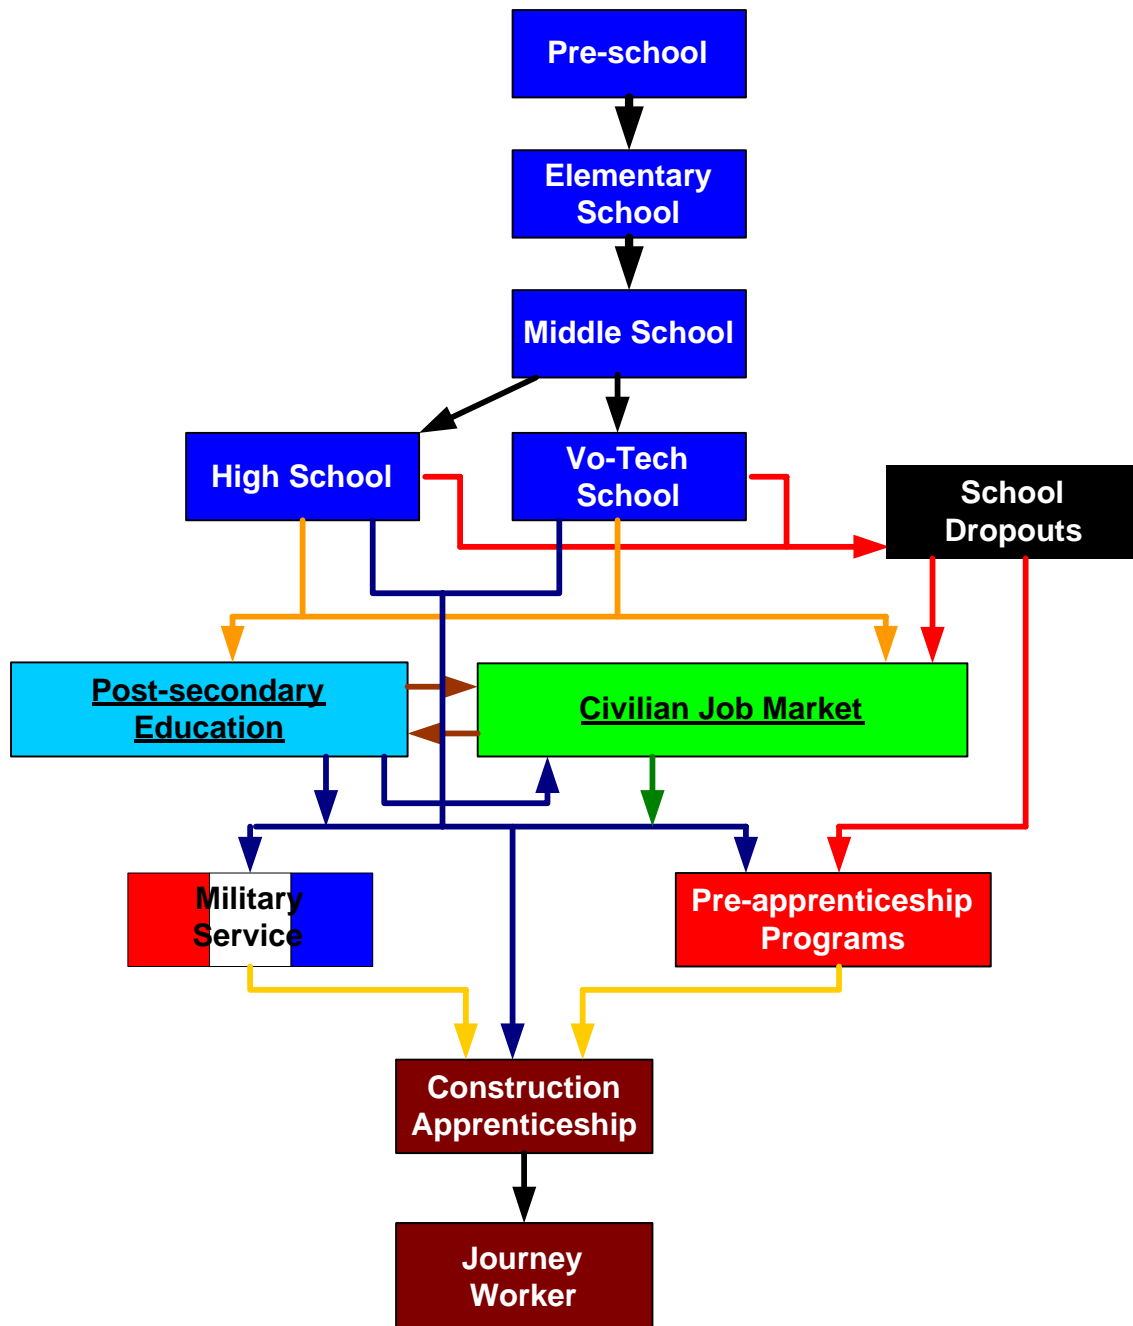 Pre-school
Elementary
School
Middle School
High School
Vo-Tech
School
School
Dropouts
Post-secondary
Education
Civilian Job Market
Military
Service
Pre-apprenticeship
Programs
Construction
Apprenticeship
Journey
Worker